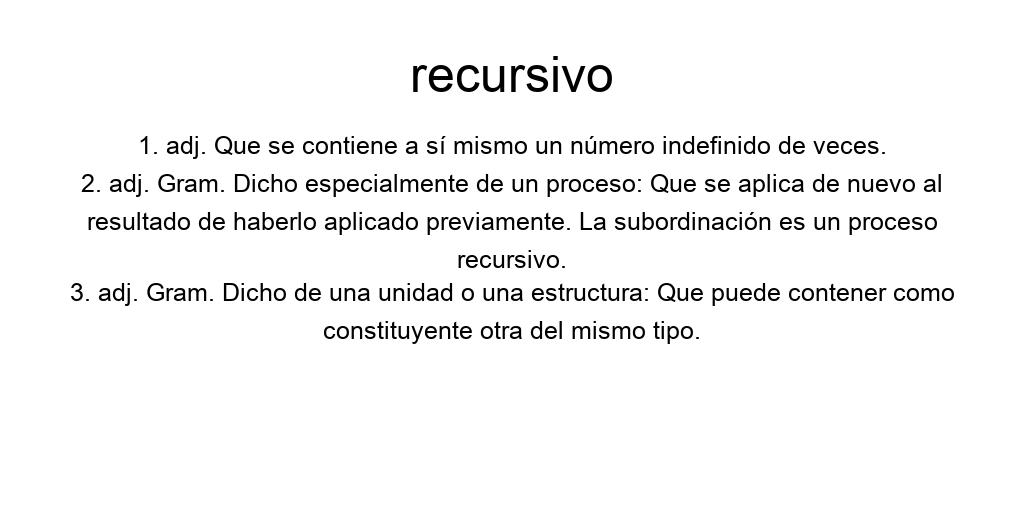 recursivo
1. adj. Que se contiene a sí mismo un número indefinido de veces.
2. adj. Gram. Dicho especialmente de un proceso: Que se aplica de nuevo al
resultado de haberlo aplicado previamente. La subordinación es un proceso
recursivo.
3. adj. Gram. Dicho de una unidad o una estructura: Que puede contener como
constituyente otra del mismo tipo.